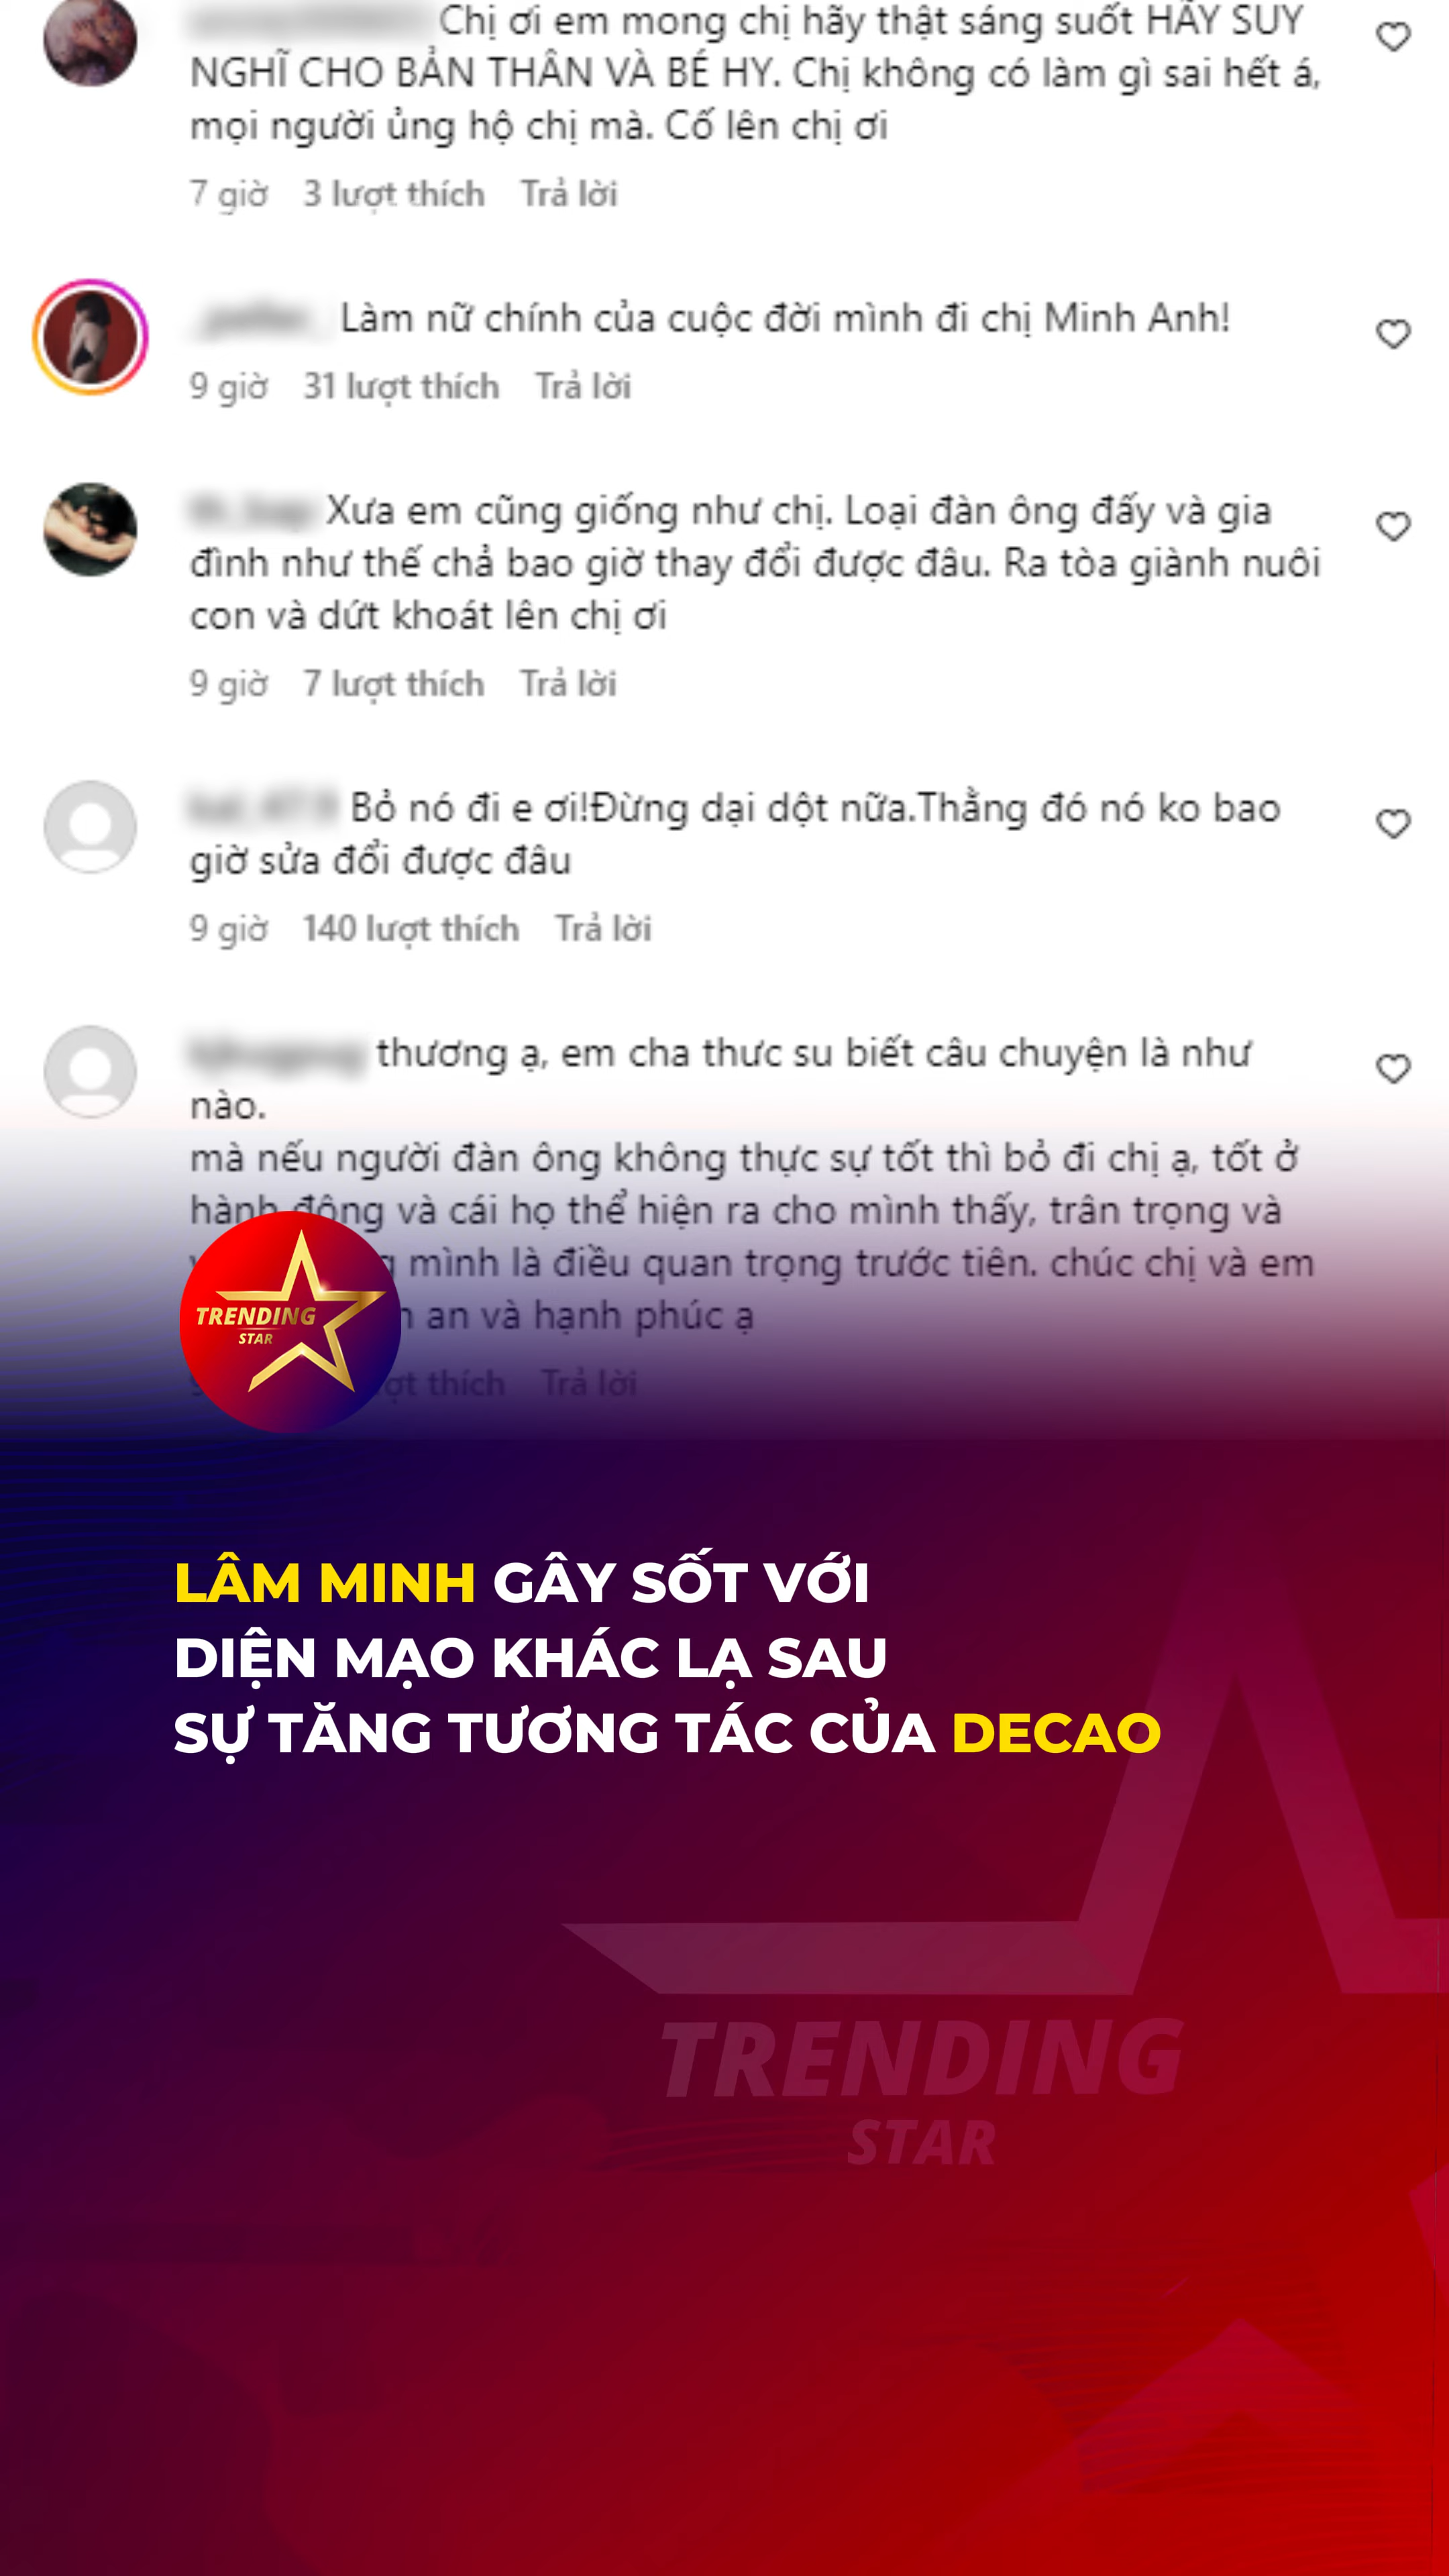 Chị ơi em mong chị hãy thật sáng suốt HÃY SUY
NGHĨ CHO BẢN THÂN VÀ BÉ HY. Chị không có làm gì sai hết á,
mọi người ủng hộ chị mà. Cố lên chị ơi
7 giờ 3 lượt thích Trả lời
Làm nữ chính của cuộc đời mình đi chị Minh Anh!
9 giờ 31 lượt thích Trả lời
Xưa em cũng giống như chị. Loại đàn ông đấy và gia
đình như thế chả bao giờ thay đổi được đâu. Ra tòa giành nuôi
con và dứt khoát lên chị ơi
9 giờ 7 lượt thích Trả lời
Bỏ nó đi e ơi!Đừng dại dột nữa.Thằng đó nó ko bao
giờ sửa đổi được đâu
9 giờ 140 lượt thích Trả lời
thương ạ, em cha thưc su biết câu chuyện là như
nào.
mà nếu người đàn ông không thực sự tốt thì bỏ đi chị ạ, tốt ở
hành động và cái họ thể hiện ra cho mình thấy, trân trọng và
mình là điều quan trọng trước tiên. chúc chị và em
an và hạnh phúc ạ
thích Trả lời
TRENDING
STAR
LÂM MINH GÂY SỐT VỚI
DIỆN MẠO KHÁC LẠ SAU
SỰ TĂNG TƯƠNG TÁC CỦA DECAO
TRENDING
STAR